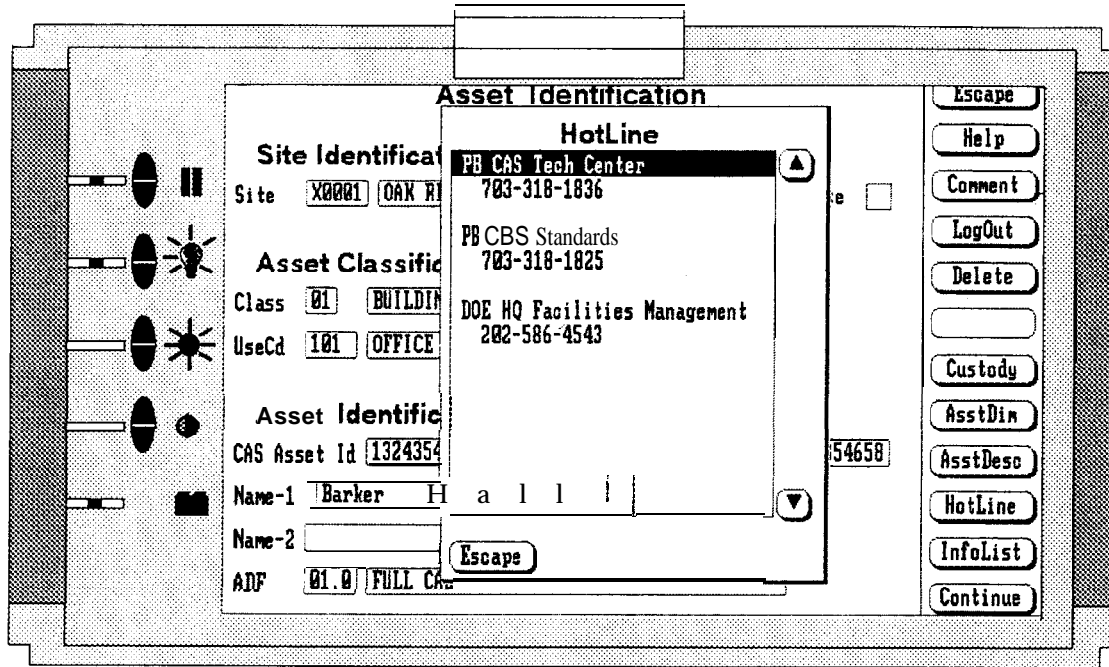 Asset Identification
HotLine
PB CAS Tech Center
703-318-1836
PB CBS Standards
703-318-1825
DOE HQ Facilities Management
202-586-4543
Escape
Site Identificat
Site X0001 OAK RI
Asset Classific
Class 01 BUILDIN
UseCd 101 OFFICE
Asset Identific
CAS Asset Id 1324354 54658
Name-1 Barker Hall
Name-2
ADF 01.0 FULL CAS
Escape
Help
Comment
LogOut
Delete
Custody
AsstDim
AsstDesc
HotLine
InfoList
Continue